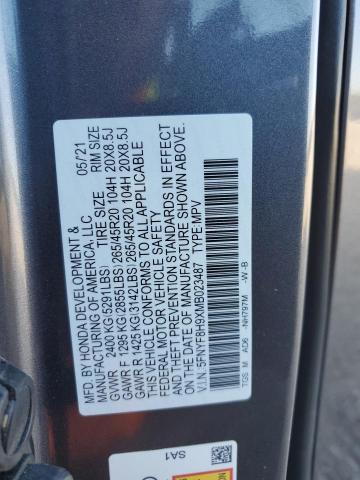 MFD. BY HONDA DEVELOPMENT & 05/21
MANUFACTURING OF AMERICA, LLC
GVWR 2400 KG(5291LBS) TIRE SIZE RIM SIZE
GAWR F 1295 KG(2855LBS) 265/45R20 104H 20X8.5J
GAWR R 1425 KG(3142LBS) 265/45R20 104H 20X8.5J
THIS VEHICLE CONFORMS TO ALL APPLICABLE
FEDERAL MOTOR VEHICLE SAFETY
AND THEFT PREVENTION STANDARDS IN EFFECT
ON THE DATE OF MANUFACTURE SHOWN ABOVE.
V.I.N.: 5FNYF8H9XMB023487 TYPE:MPV
TGS M AD6 -NH797M -W -B
SA1